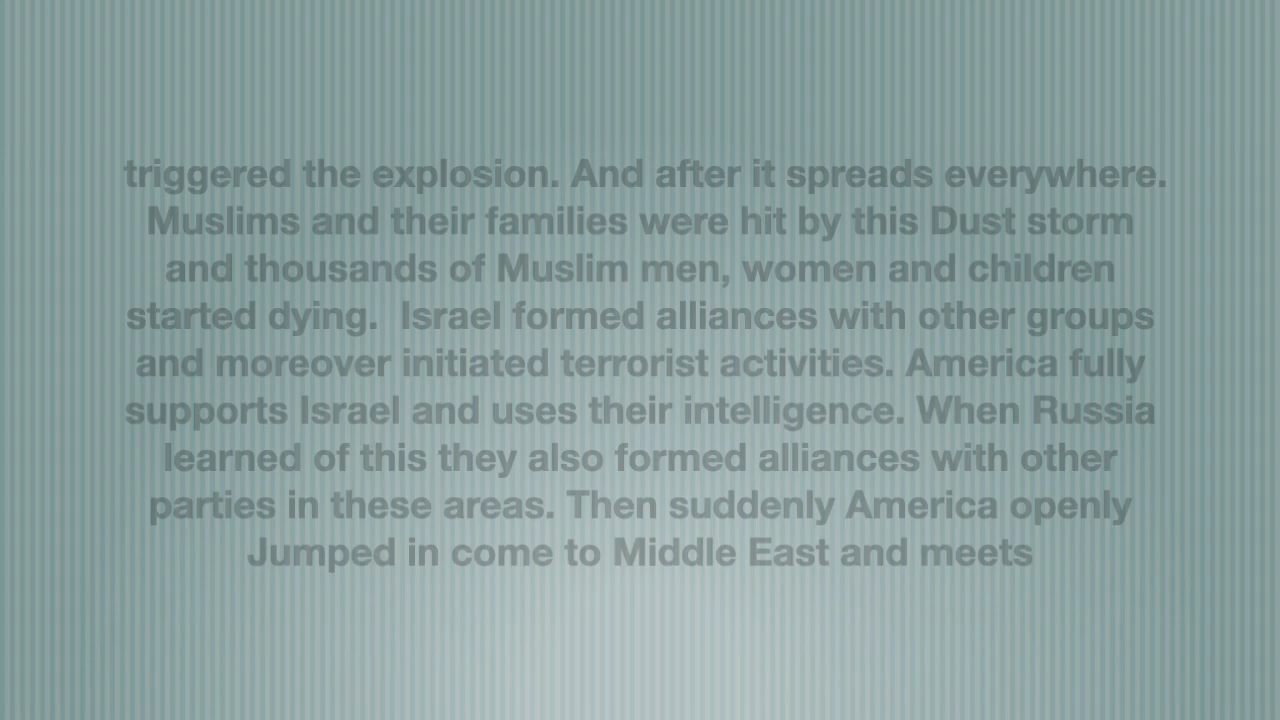 triggered the explosion. And after it spreads everywhere.
Muslims and their families were hit by this Dust storm
and thousands of Muslim men, women and children
started dying.  Israel formed alliances with other groups
and moreover initiated terrorist activities. America fully
supports Israel and uses their intelligence. When Russia
learned of this they also formed alliances with other
parties in these areas. Then suddenly America openly
Jumped in come to Middle East and meets